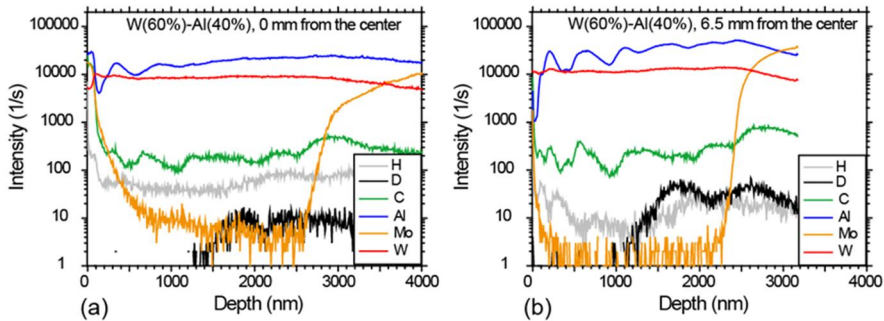 W(60%)-Al(40%), 0 mm from the center
100000
10000
1000
100
10
1
Intensity (1/s)
H
D
C
Al
Mo
W
0
1000
2000
3000
4000
(a)
Depth (nm)
W(60%)-Al(40%), 6.5 mm from the center
100000
10000
1000
100
10
1
Intensity (1/s)
H
D
C
Al
Mo
W
0
1000
2000
3000
4000
(b)
Depth (nm)